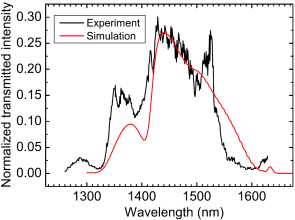 Normalized transmitted intensity
0.30
0.25
0.20
0.15
0.10
0.05
0.00
Experiment
Simulation
1300 1400 1500 1600
Wavelength (nm)